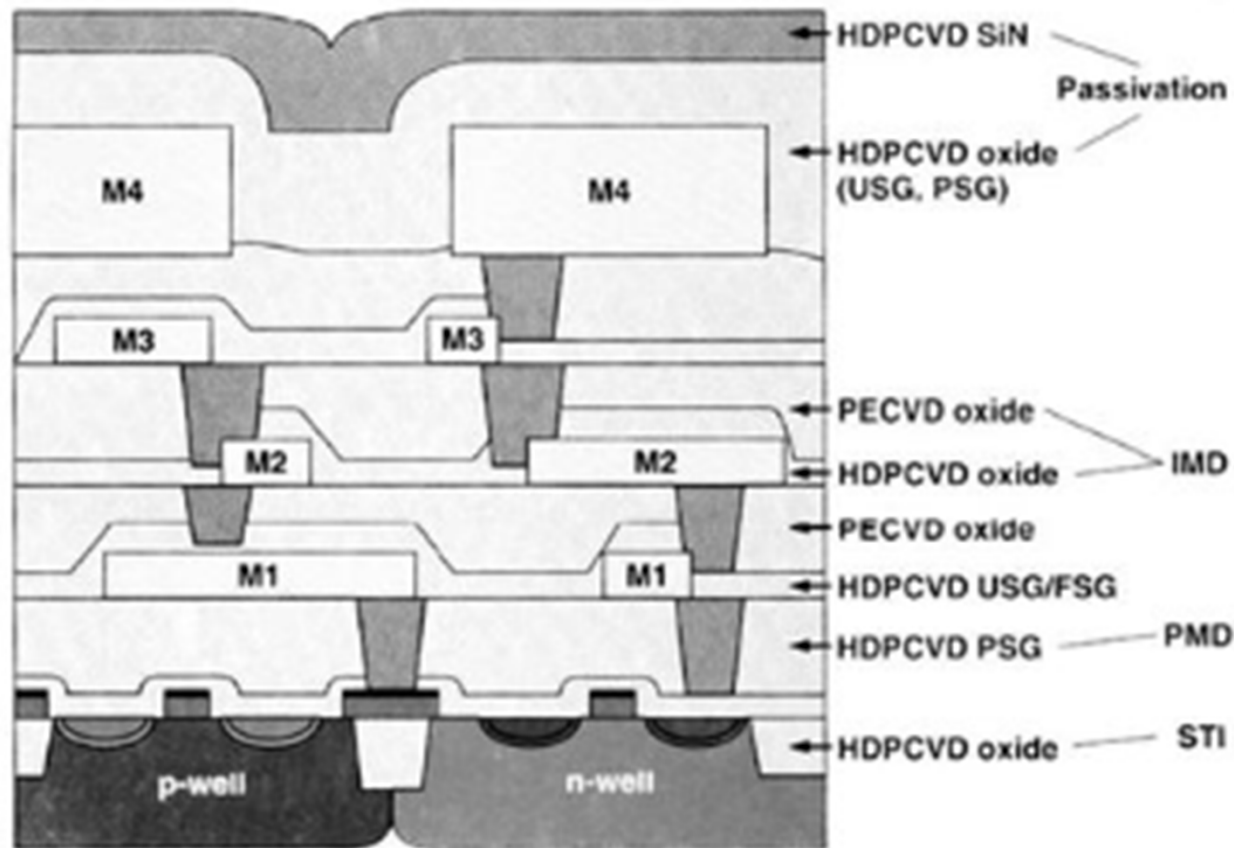 HDPCVD SiN
Passivation
HDPCVD oxide
(USG, PSG)
M4
M4
M3
M3
PECVD oxide
M2
M2
HDPCVD oxide
IMD
PECVD oxide
M1
M1
HDPCVD USG/FSG
HDPCVD PSG
PMD
HDPCVD oxide
STI
p-well
n-well